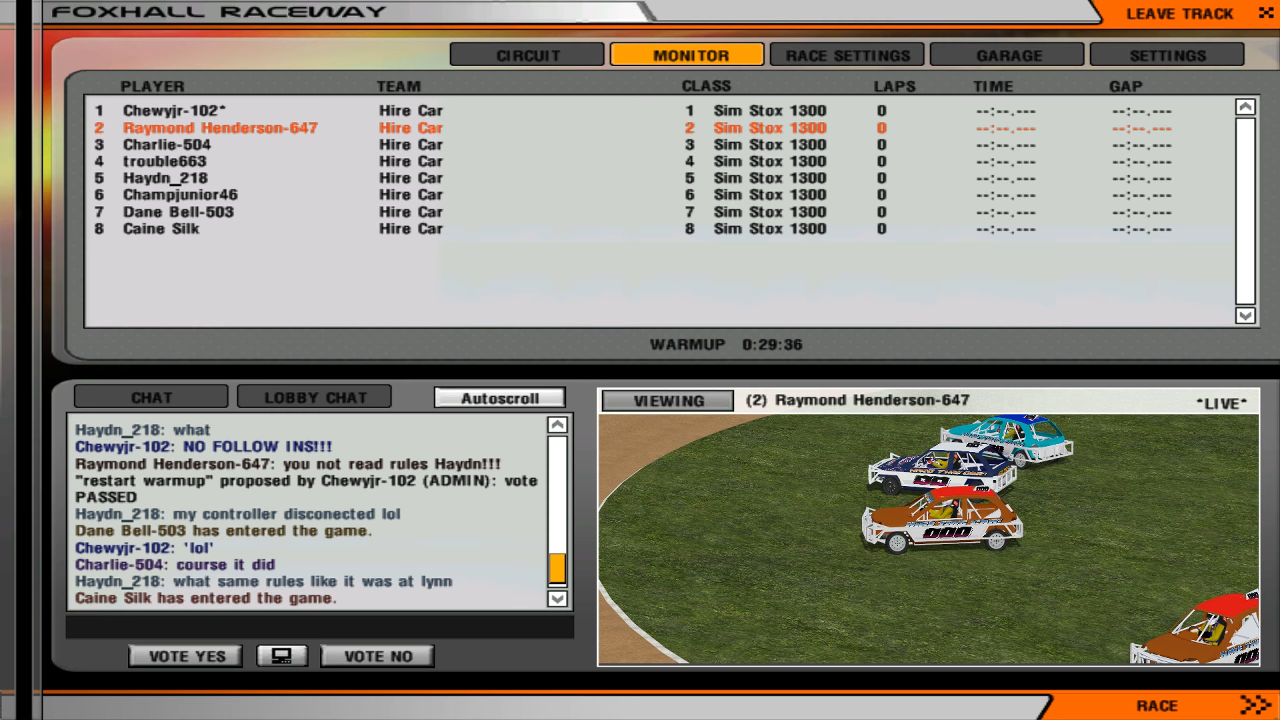 FOXHALL RACEWAY
LEAVE TRACK
CIRCUIT MONITOR RACE SETTINGS GARAGE SETTINGS
PLAYER TEAM CLASS LAPS TIME GAP
1 Chewyjr-102* Hire Car 1 Sim Stox 1300 0 --:--.--- --:--.---
2 Raymond Henderson-647 Hire Car 2 Sim Stox 1300 0 --:--.--- --:--.---
3 Charlie-504 Hire Car 3 Sim Stox 1300 0 --:--.--- --:--.---
4 trouble663 Hire Car 4 Sim Stox 1300 0 --:--.--- --:--.---
5 Haydn_218 Hire Car 5 Sim Stox 1300 0 --:--.--- --:--.---
6 Champjunior46 Hire Car 6 Sim Stox 1300 0 --:--.--- --:--.---
7 Dane Bell-503 Hire Car 7 Sim Stox 1300 0 --:--.--- --:--.---
8 Caine Silk Hire Car 8 Sim Stox 1300 0 --:--.--- --:--.---
WARMUP 0:29:36
CHAT LOBBY CHAT Autoscroll
Haydn_218: what
Chewyjr-102: NO FOLLOW INS!!!
Raymond Henderson-647: you not read rules Haydn!!!
"restart warmup" proposed by Chewyjr-102 (ADMIN): vote
PASSED
Haydn_218: my controller disconected lol
Dane Bell-503 has entered the game.
Chewyjr-102: 'lol'
Charlie-504: course it did
Haydn_218: what same rules like it was at lynn
Caine Silk has entered the game.
VOTE YES VOTE NO
VIEWING (2) Raymond Henderson-647 *LIVE*
000
RACE